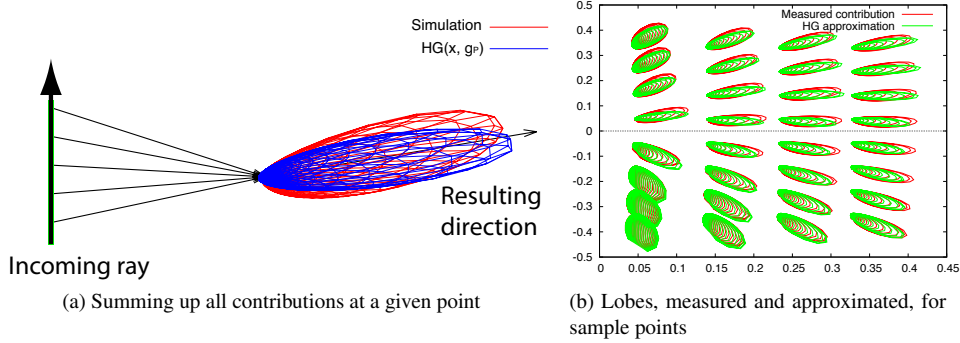 Simulation
HG(x, gP)
Resulting
direction
Incoming ray
(a) Summing up all contributions at a given point
Measured contribution
HG approximation
0.5
0.4
0.3
0.2
0.1
0
-0.1
-0.2
-0.3
-0.4
-0.5
0 0.05 0.1 0.15 0.2 0.25 0.3 0.35 0.4 0.45
(b) Lobes, measured and approximated, for
sample points